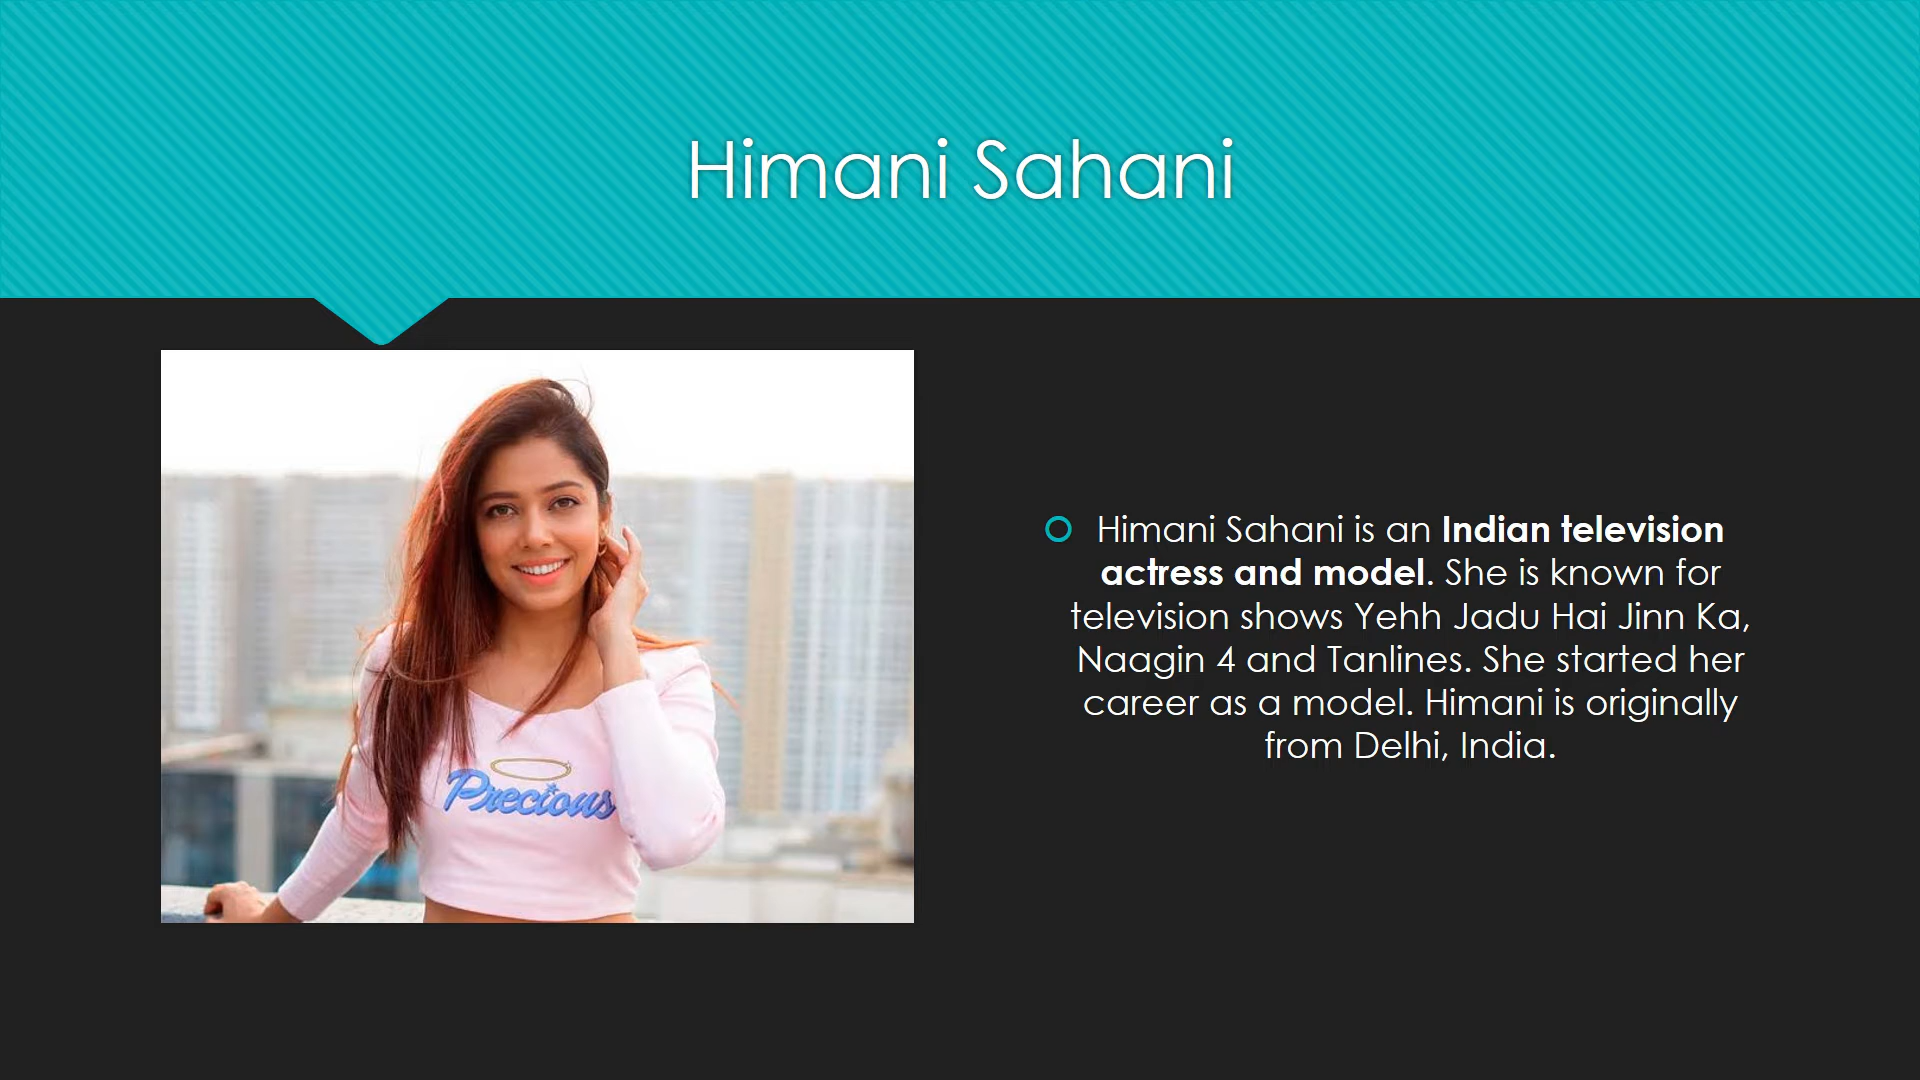 Himani Sahani
Precious
Himani Sahani is an Indian television
actress and model. She is known for
television shows Yehh Jadu Hai Jinn Ka,
Naagin 4 and Tanlines. She started her
career as a model. Himani is originally
from Delhi, India.